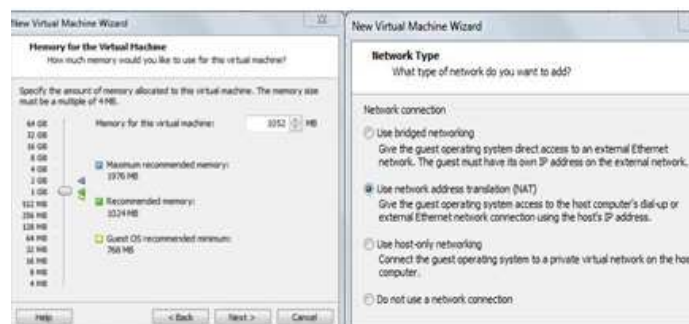 New Virtual Machine Wizard
Memory for the Virtual Machine
How much memory would you like to use for this virtual machine?
Specify the amount of memory allocated to this virtual machine. The memory size
must be a multiple of 4 MB.
64 GB
32 GB
16 GB
8 GB
4 GB
2 GB
1 GB
512 MB
256 MB
128 MB
64 MB
32 MB
16 MB
8 MB
4 MB
Memory for this virtual machine: 1052 MB
Maximum recommended memory:
1976 MB
Recommended memory:
1024 MB
Guest OS recommended minimum:
768 MB
Help
< Back
Next >
Cancel
New Virtual Machine Wizard
Network Type
What type of network do you want to add?
Network connection
Use bridged networking
Give the guest operating system direct access to an external Ethernet
network. The guest must have its own IP address on the external network.
Use network address translation (NAT)
Give the guest operating system access to the host computer's dial-up or
external Ethernet network connection using the host's IP address.
Use host-only networking
Connect the guest operating system to a private virtual network on the hos
computer.
Do not use a network connection